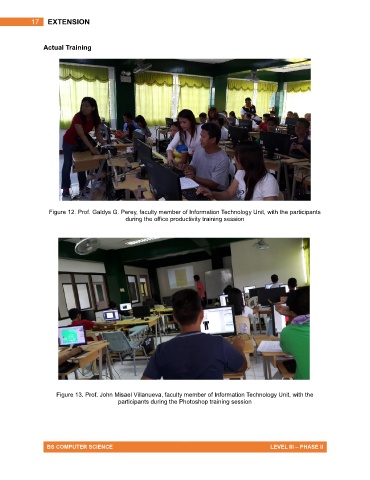 17 EXTENSION
Actual Training
Figure 12. Prof. Galdys G. Perey, faculty member of Information Technology Unit, with the participants
during the office productivity training session
Figure 13. Prof. John Misael Villanueva, faculty member of Information Technology Unit, with the
participants during the Photoshop training session
BS COMPUTER SCIENCE LEVEL III – PHASE II